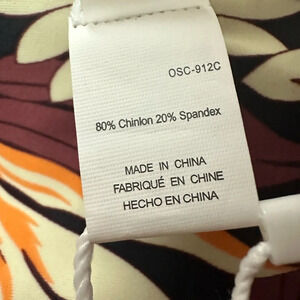 OSC-912C
80% Chinlon 20% Spandex
MADE IN CHINA
FABRIQUÉ EN CHINE
HECHO EN CHINA